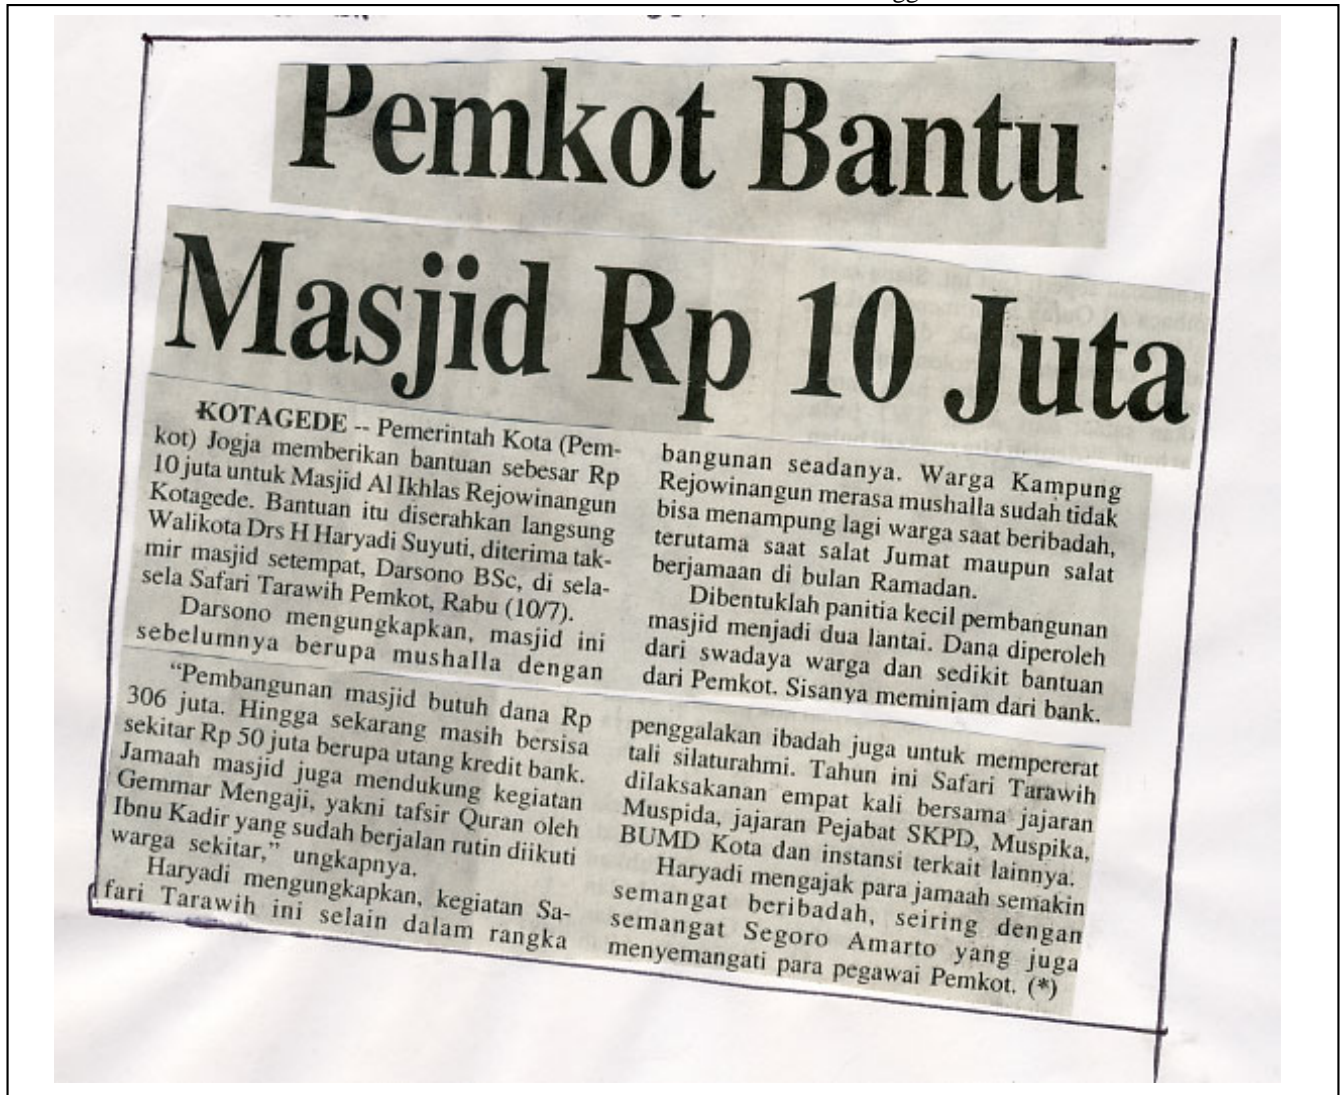 Pemkot Bantu
Masjid Rp 10 Juta
KOTAGEDE -- Pemerintah Kota (Pem-
kot) Jogja memberikan bantuan sebesar Rp
10 juta untuk Masjid Al Ikhlas Rejowinangun
Kotagede. Bantuan itu diserahkan langsung
Walikota Drs H Haryadi Suyuti, diterima tak-
mir masjid setempat, Darsono BSc, di sela-
sela Safari Tarawih Pemkot, Rabu (10/7).
Darsono mengungkapkan, masjid ini
sebelumnya berupa mushalla dengan
bangunan seadanya. Warga Kampung
Rejowinangun merasa mushalla sudah tidak
bisa menampung lagi warga saat beribadah,
terutama saat salat Jumat maupun salat
berjamaan di bulan Ramadan.
Dibentuklah panitia kecil pembangunan
masjid menjadi dua lantai. Dana diperoleh
dari swadaya warga dan sedikit bantuan
dari Pemkot. Sisanya meminjam dari bank.
“Pembangunan masjid butuh dana Rp
306 juta. Hingga sekarang masih bersisa
sekitar Rp 50 juta berupa utang kredit bank.
Jamaah masjid juga mendukung kegiatan
Gemmar Mengaji, yakni tafsir Quran oleh
Ibnu Kadir yang sudah berjalan rutin diikuti
warga sekitar,” ungkapnya.
Haryadi mengungkapkan, kegiatan Sa-
fari Tarawih ini selain dalam rangka
penggalakan ibadah juga untuk mempererat
tali silaturahmi. Tahun ini Safari Tarawih
dilaksakanan empat kali bersama jajaran
Muspida, jajaran Pejabat SKPD, Muspika,
BUMD Kota dan instansi terkait lainnya.
Haryadi mengajak para jamaah semakin
semangat beribadah, seiring dengan
semangat Segoro Amarto yang juga
menyemangati para pegawai Pemkot. (*)